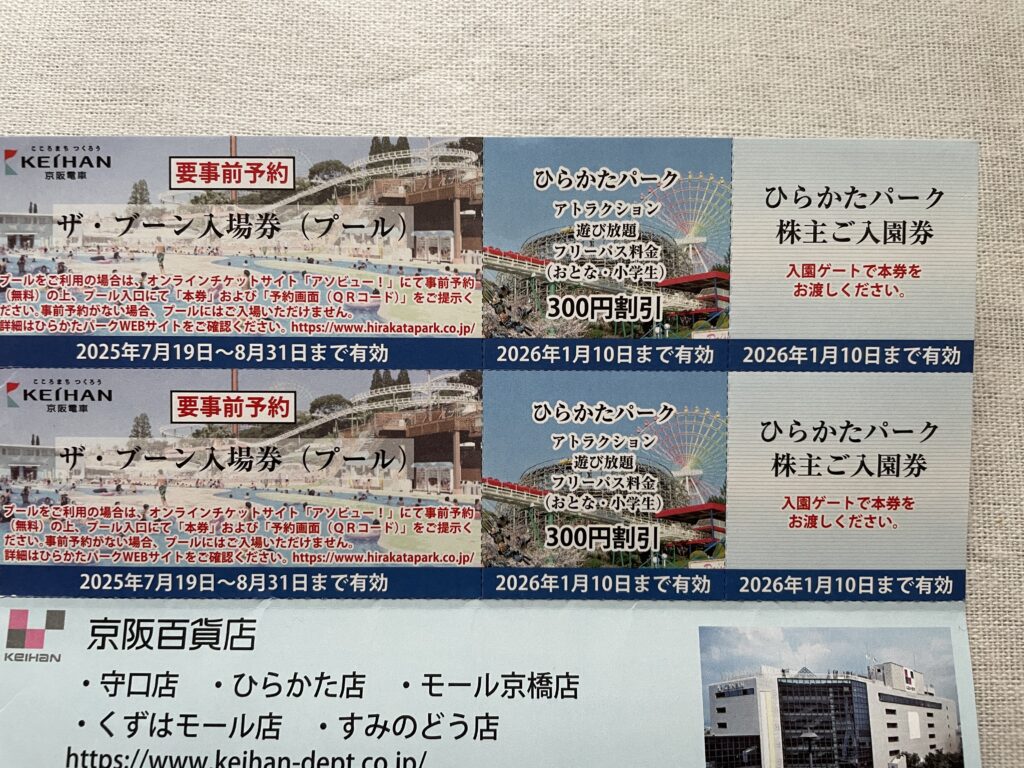 こころまち つくろう
KEIHAN
京阪電車
要事前予約
ザ・ブーン入場券（プール）
プールをご利用の場合は、オンラインチケットサイト「アソビュー！」にて事前予約
（無料）の上、プール入口にて「本券」および「予約画面（ＱＲコード）」をご提示く
ださい。事前予約がない場合、プールにはご入場いただけません。
詳細はひらかたパークWEBサイトをご確認ください。https://www.hirakatapark.co.jp/
2025年7月19日〜8月31日まで有効
ひらかたパーク
アトラクション
遊び放題
フリーパス料金
（おとな・小学生）
300円割引
2026年1月10日まで有効
ひらかたパーク
株主ご入園券
入園ゲートで本券を
お渡しください。
2026年1月10日まで有効
こころまち つくろう
KEIHAN
京阪電車
要事前予約
ザ・ブーン入場券（プール）
プールをご利用の場合は、オンラインチケットサイト「アソビュー！」にて事前予約
（無料）の上、プール入口にて「本券」および「予約画面（ＱＲコード）」をご提示く
ださい。事前予約がない場合、プールにはご入場いただけません。
詳細はひらかたパークWEBサイトをご確認ください。https://www.hirakatapark.co.jp/
2025年7月19日〜8月31日まで有効
ひらかたパーク
アトラクション
遊び放題
フリーパス料金
（おとな・小学生）
300円割引
2026年1月10日まで有効
ひらかたパーク
株主ご入園券
入園ゲートで本券を
お渡しください。
2026年1月10日まで有効
KEIHAN
京阪百貨店
・守口店 ・ひらかた店 ・モール京橋店
・くずはモール店 ・すみのどう店
https://www.keihan-dept.co.jp/